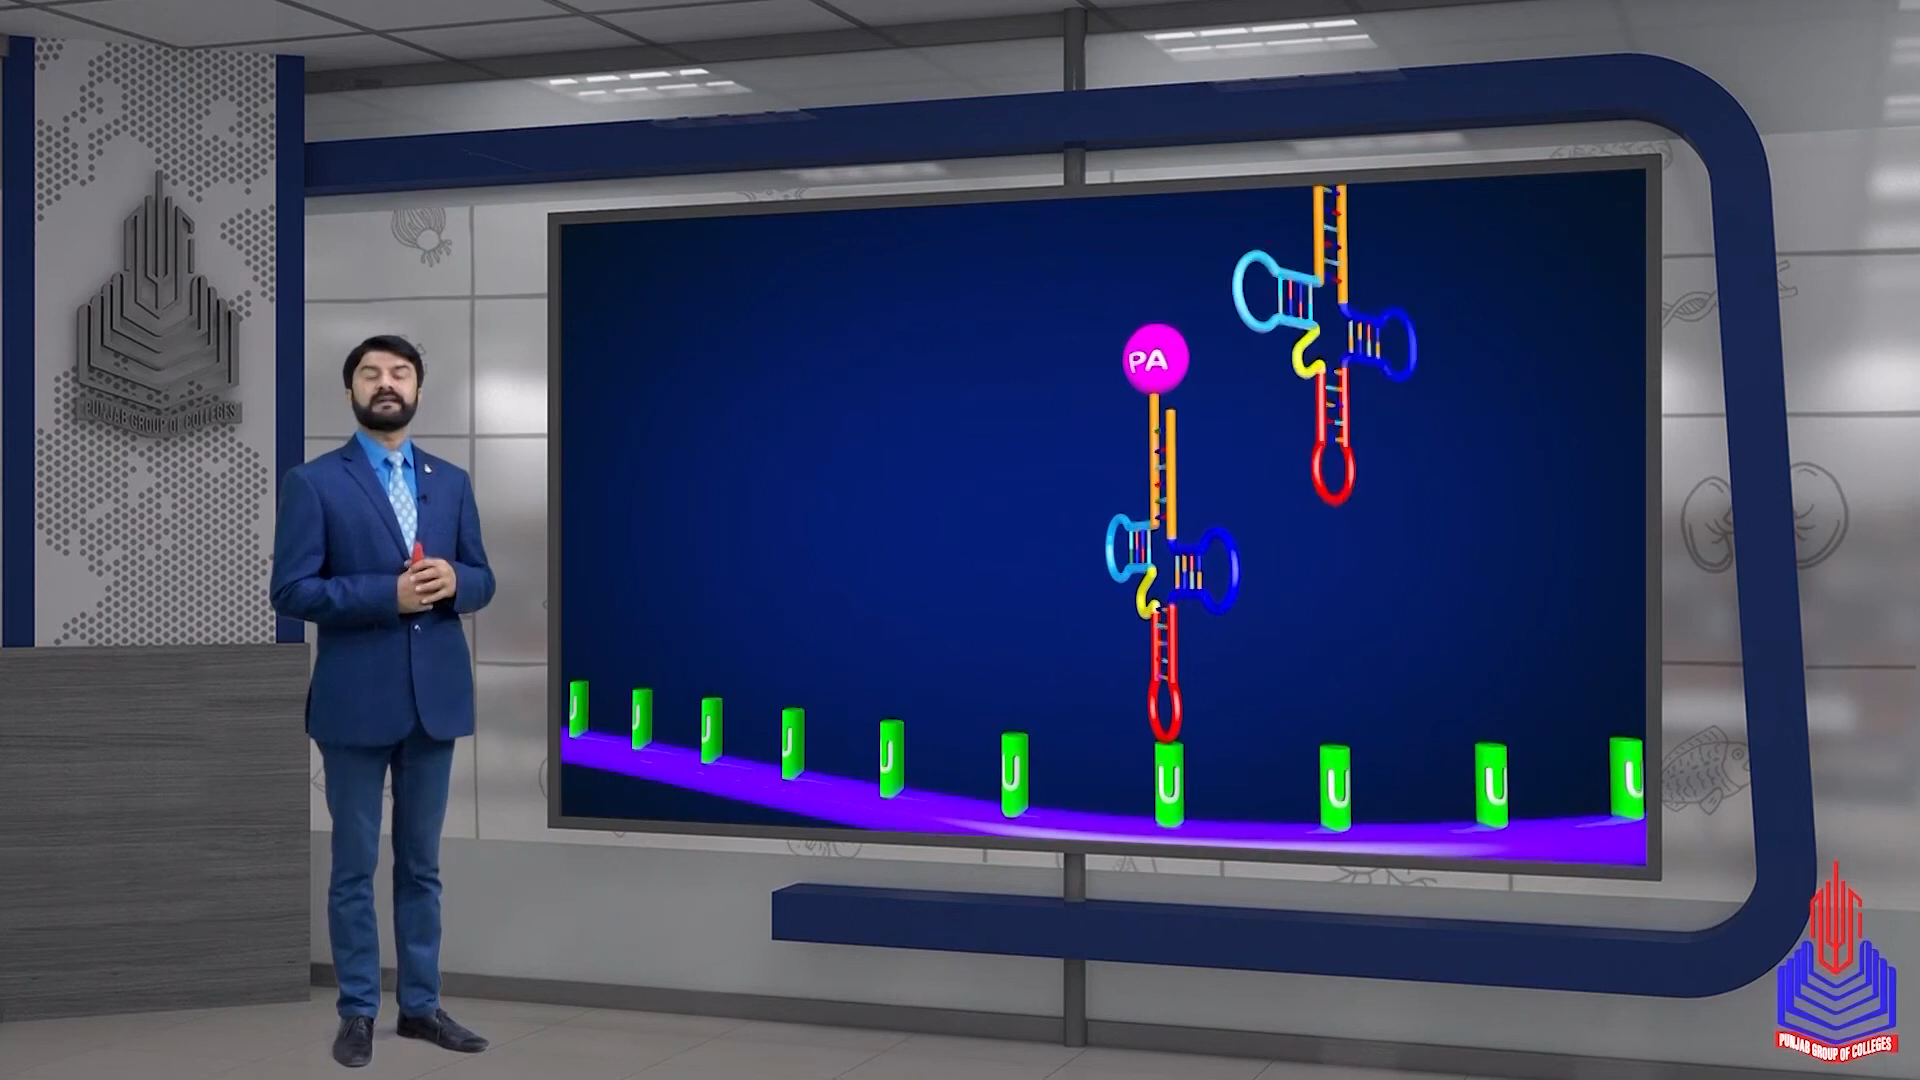 PUNJAB GROUP OF COLLEGES
PA
U U U U U U U U U U
PUNJAB GROUP OF COLLEGES